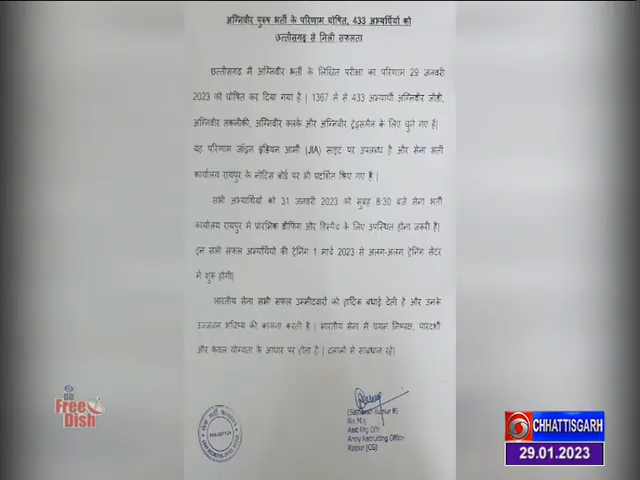 अग्निवीर पुरुष भर्ती के परिणाम घोषित, 433 अभ्यर्थियों को
छत्तीसगढ़ से मिली सफलता
छत्तीसगढ़ में अग्निवीर भर्ती के लिखित परीक्षा का परिणाम 29 जनवरी
2023 को घोषित कर दिया गया है | 1367 में से 433 अभ्यार्थी अग्निवीर जीडी,
अग्निवीर तकनीकी, अग्निवीर क्लर्क और अग्निवीर ट्रेड्समैन के लिए चुने गए हैं|
यह परिणाम जॉइन इंडियन आर्मी (JIA) साइट पर उपलब्ध है और सेना भर्ती
कार्यालय रायपुर के नोटिस बोर्ड पर भी प्रदर्शित किए गए हैं |
सभी अभ्यार्थियों को 31 जनवरी 2023 को सुबह 8:30 बजे सेना भर्ती
कार्यालय रायपुर में प्रारंभिक ब्रीफिंग और डिस्पैच के लिए उपस्थित होना जरूरी है|
इन सभी सफल अभ्यर्थियों की ट्रेनिंग 1 मार्च 2023 से अलग-अलग ट्रेनिंग सेंटर
में शुरू होगी|
भारतीय सेना सभी सफल उम्मीदवारों को हार्दिक बधाई देती है और उनके
उज्जवल भविष्य की कामना करती है | भारतीय सेना में चयन निष्पक्ष, पारदर्शी
और केवल योग्यता के आधार पर होता है | दलालों से सावधान रहें|
Kumar B)
Asst Rtg Offr
Army Recruiting Office
Raipur (CG)
DD
Free
Dish
CHHATTISGARH
29.01.2023